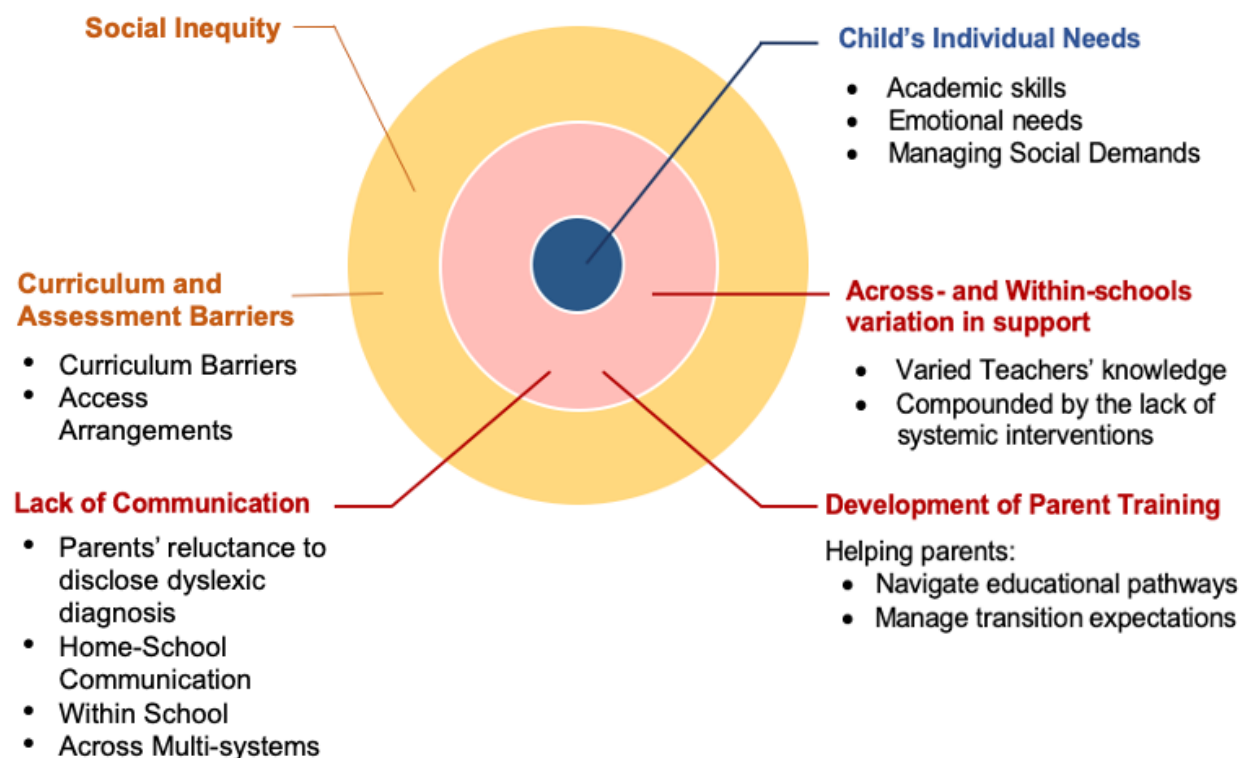 Social Inequity
Curriculum and
Assessment Barriers
• Curriculum Barriers
• Access
Arrangements
Lack of Communication
• Parents’ reluctance to
disclose dyslexic
diagnosis
• Home-School
Communication
• Within School
• Across Multi-systems
Child’s Individual Needs
• Academic skills
• Emotional needs
• Managing Social Demands
Across- and Within-schools
variation in support
• Varied Teachers’ knowledge
• Compounded by the lack of
systemic interventions
Development of Parent Training
Helping parents:
• Navigate educational pathways
• Manage transition expectations